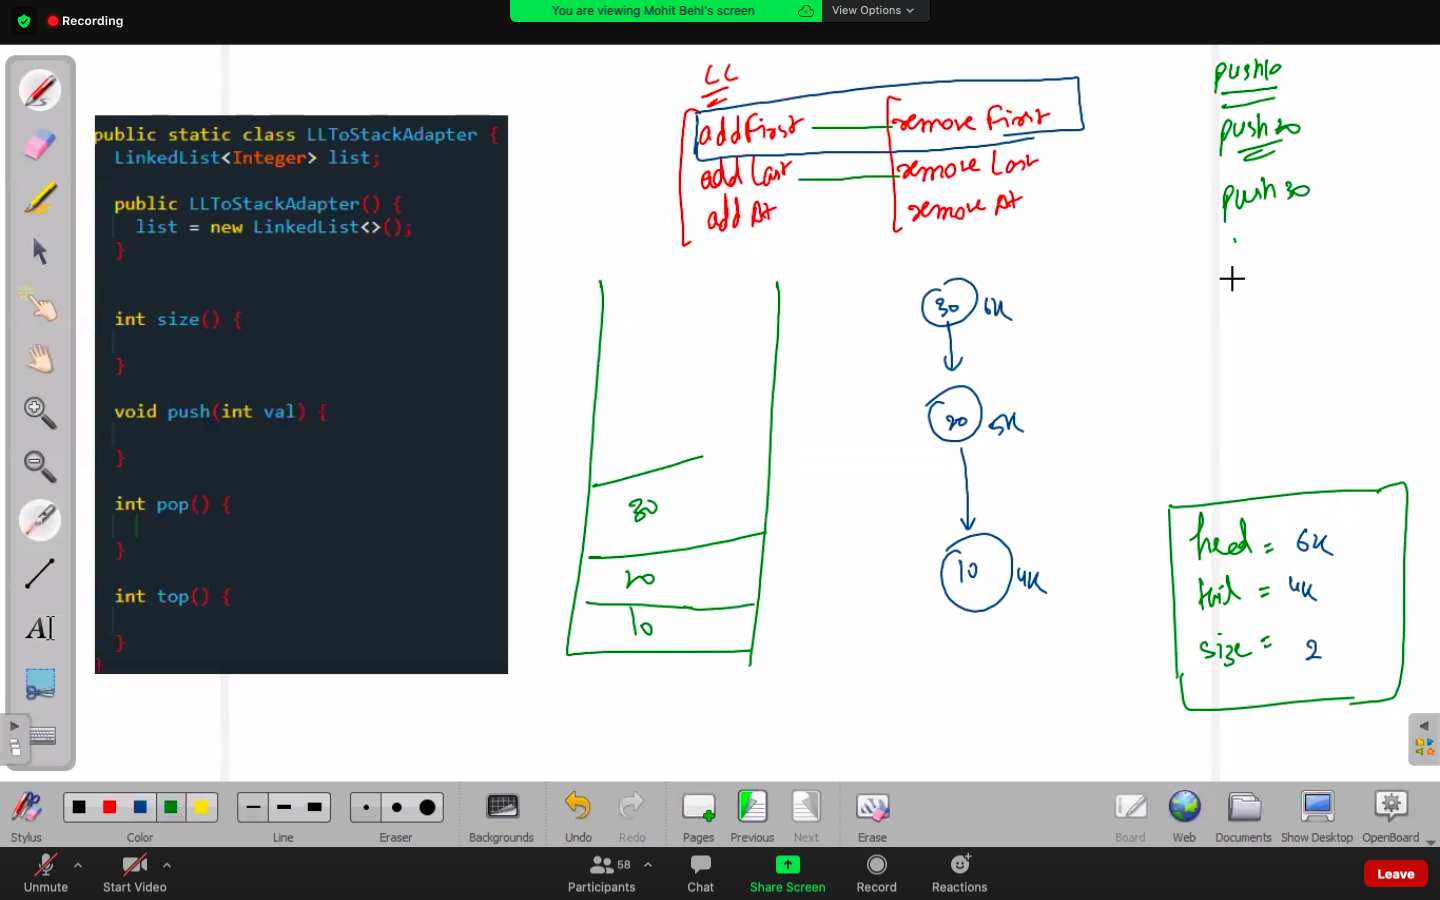 You are viewing Mohit Behl's screen
View Options
Recording
public static class LLToStackAdapter {
LinkedList<Integer> list;
public LLToStackAdapter() {
list = new LinkedList<>();
}
int size() {
}
void push(int val) {
}
int pop() {
}
int top() {
}
}
LL
addFirst
remove First
add Last
remove Last
add At
remove At
push10
push 20
push 30
30
20
10
30 6K
20 5K
10 4K
head = 6K
tail = 4K
size = 2
Stylus
Color
Line
Eraser
Backgrounds
Undo
Redo
Pages
Previous
Next
Erase
Board
Web
Documents
Show Desktop
OpenBoard
Unmute
Start Video
Participants
58
Chat
Share Screen
Record
Reactions
Leave